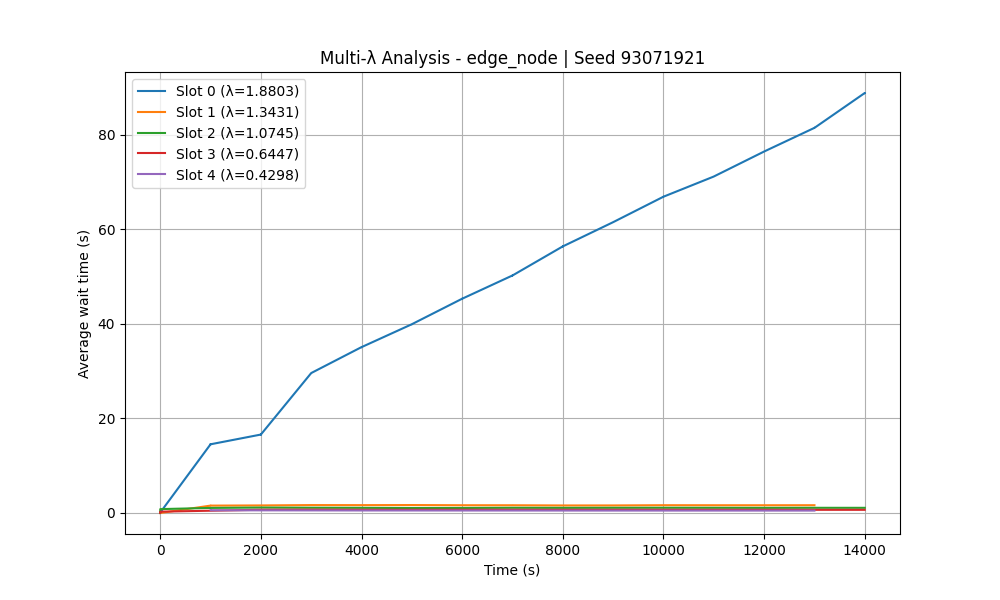 Multi-λ Analysis - edge_node | Seed 93071921
Slot 0 (λ=1.8803)
Slot 1 (λ=1.3431)
Slot 2 (λ=1.0745)
Slot 3 (λ=0.6447)
Slot 4 (λ=0.4298)
Average wait time (s)
80
60
40
20
0
0 2000 4000 6000 8000 10000 12000 14000
Time (s)